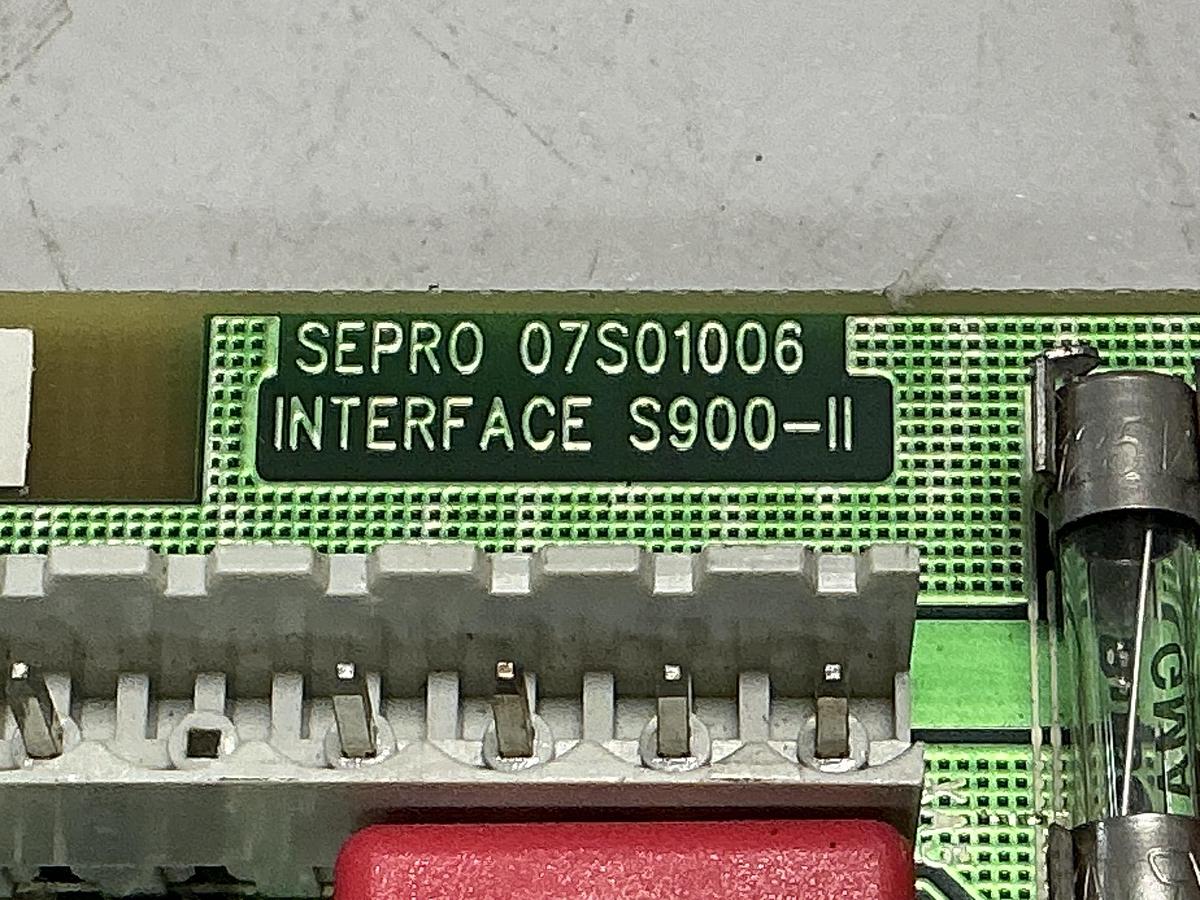 SEPRO 07S01006
INTERFACE S900-II